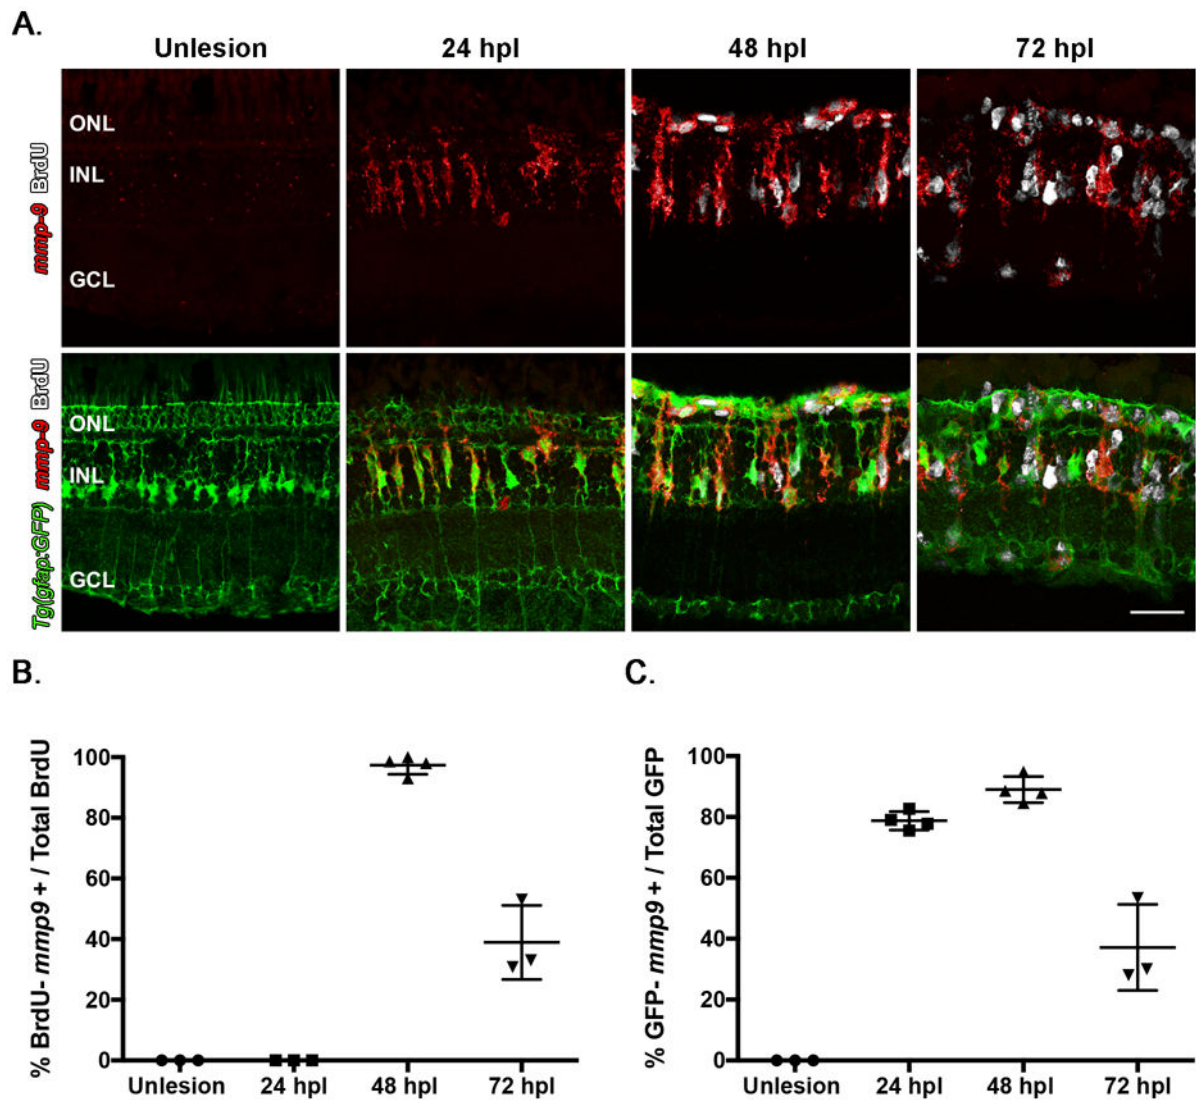 A.
Unlesion 24 hpl 48 hpl 72 hpl
mmp-9 BrdU
ONL
INL
GCL
Tg(gfap:GFP) mmp-9 BrdU
ONL
INL
GCL
B.
% BrdU- mmp9 + / Total BrdU
100
80
60
40
20
0
Unlesion 24 hpl 48 hpl 72 hpl
C.
% GFP- mmp9 + / Total GFP
100
80
60
40
20
0
Unlesion 24 hpl 48 hpl 72 hpl